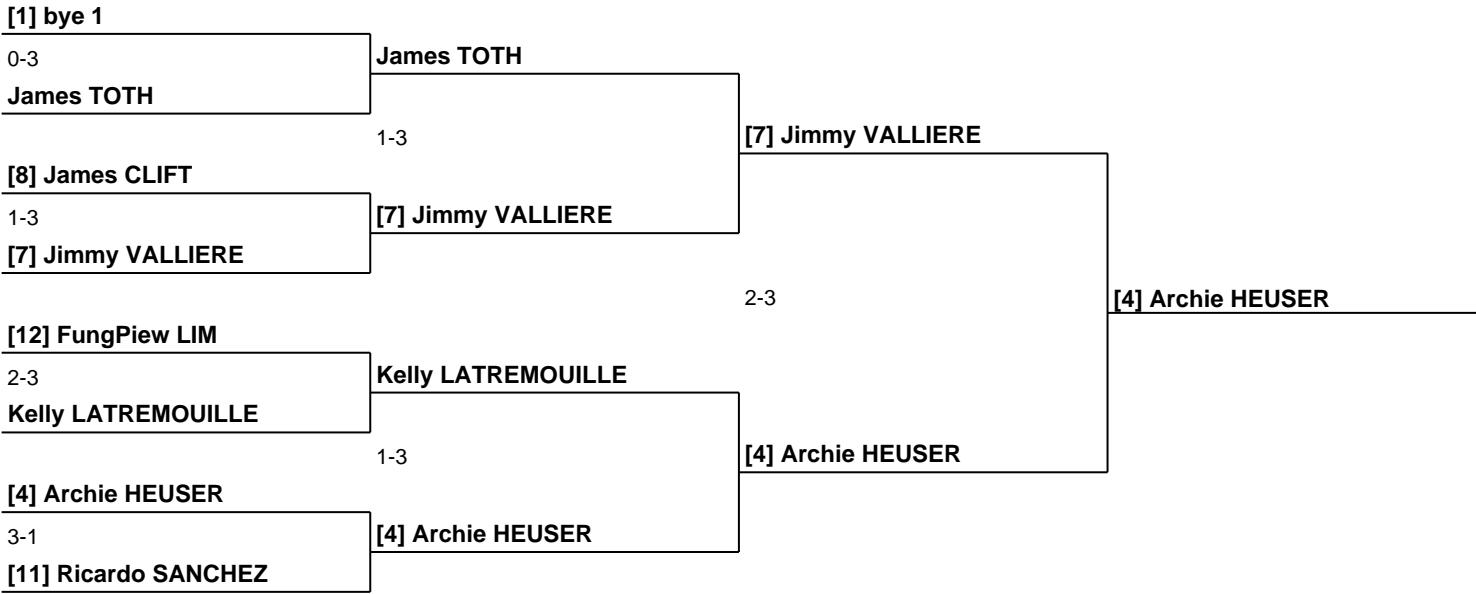 [1] bye 1
0-3
James TOTH
James TOTH
1-3
[7] Jimmy VALLIERE
[8] James CLIFT
1-3
[7] Jimmy VALLIERE
[7] Jimmy VALLIERE
2-3
[4] Archie HEUSER
[12] FungPiew LIM
2-3
Kelly LATREMOUILLE
Kelly LATREMOUILLE
1-3
[4] Archie HEUSER
[4] Archie HEUSER
3-1
[4] Archie HEUSER
[11] Ricardo SANCHEZ